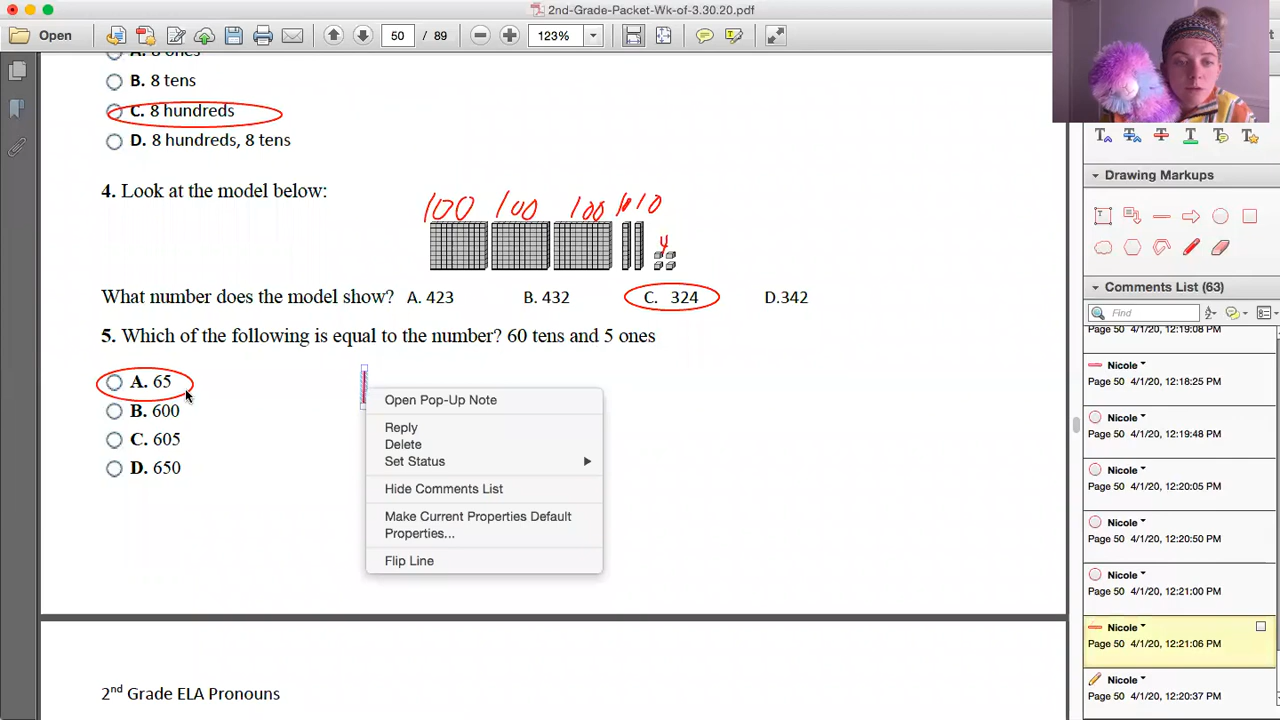 2nd-Grade-Packet-Wk-of-3.30.20.pdf
Open 50 / 89 123%
B. 8 tens
C. 8 hundreds
D. 8 hundreds, 8 tens
4. Look at the model below:
100 100 100 10 10
4
What number does the model show? A. 423 B. 432 C. 324 D.342
5. Which of the following is equal to the number? 60 tens and 5 ones
A. 65
B. 600
C. 605
D. 650
Open Pop-Up Note
Reply
Delete
Set Status
Hide Comments List
Make Current Properties Default
Properties...
Flip Line
2nd Grade ELA Pronouns
Drawing Markups
Comments List (63)
Find
Page 50 4/1/20, 12:19:08 PM
Nicole
Page 50 4/1/20, 12:18:25 PM
Nicole
Page 50 4/1/20, 12:19:48 PM
Nicole
Page 50 4/1/20, 12:20:05 PM
Nicole
Page 50 4/1/20, 12:20:50 PM
Nicole
Page 50 4/1/20, 12:21:00 PM
Nicole
Page 50 4/1/20, 12:21:06 PM
Nicole
Page 50 4/1/20, 12:20:37 PM